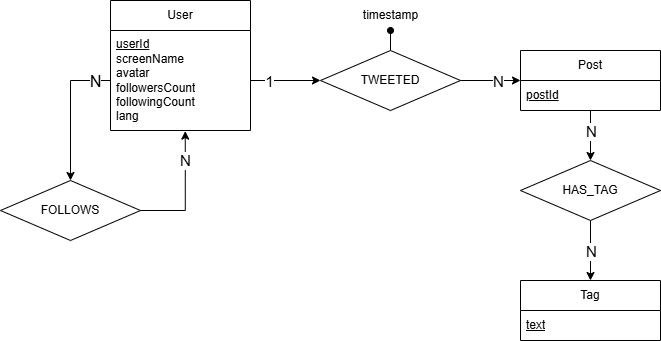 timestamp
User
userId
screenName
avatar
followersCount
followingCount
lang
N
1
TWEETED
N
Post
postId
N
FOLLOWS
N
HAS_TAG
N
Tag
text